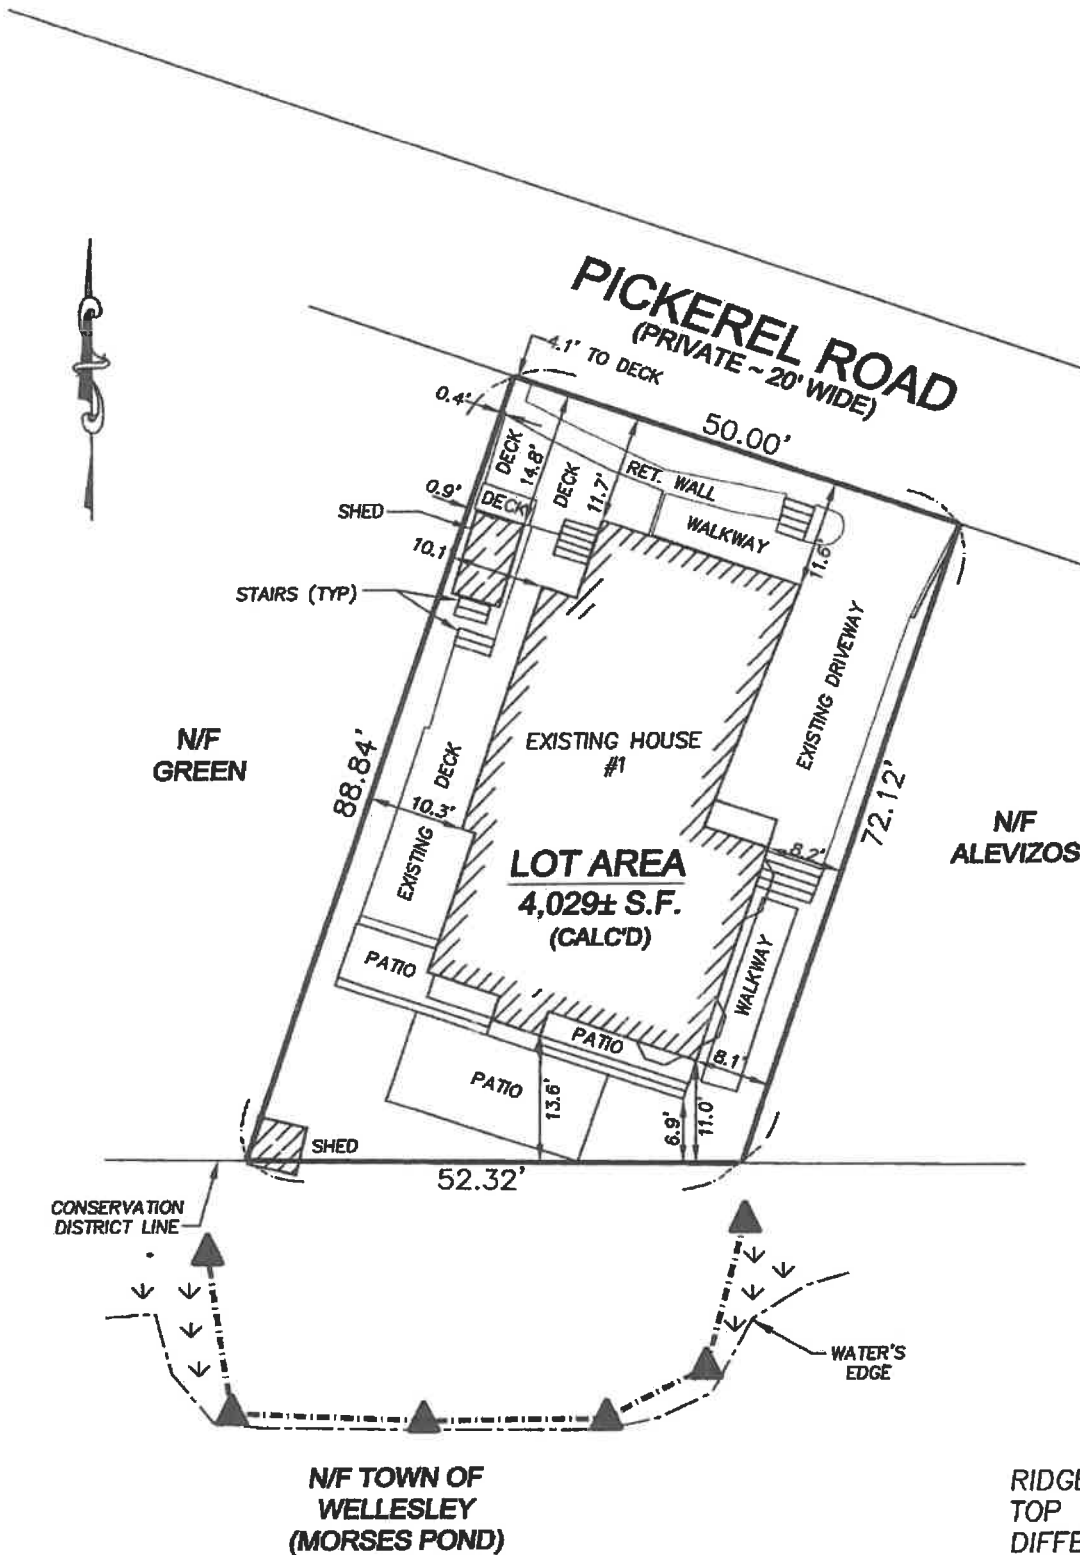 PICKEREL ROAD
(PRIVATE ~ 20' WIDE)
4.1' TO DECK
50.00'
0.4'
DECK
14.8'
DECK
11.7'
RET. WALL
0.9'
DECK
SHED
WALKWAY
11.6'
10.1
STAIRS (TYP)
EXISTING DRIVEWAY
N/F
GREEN
EXISTING HOUSE
#1
88.84'
DECK
EXISTING
10.3'
72.12'
N/F
ALEVIZOS
8.2'
LOT AREA
4,029± S.F.
(CALC'D)
PATIO
WALKWAY
PATIO
8.1'
PATIO
13.6'
6.9'
11.0'
SHED
52.32'
CONSERVATION
DISTRICT LINE
WATER'S
EDGE
N/F TOWN OF
WELLESLEY
(MORSES POND)
RIDGE
TOP
DIFFE